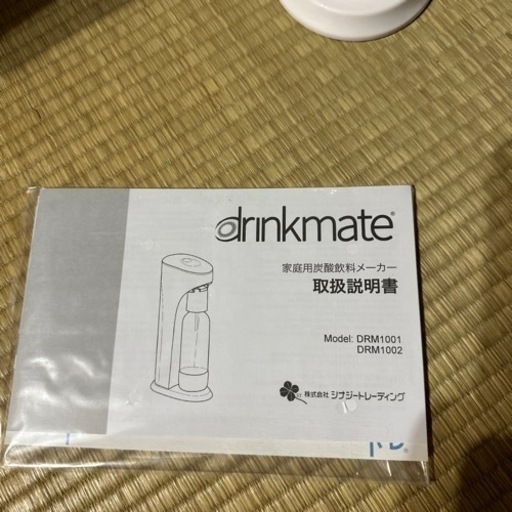 drinkmate®
家庭用炭酸飲料メーカー
取扱説明書
Model: DRM1001
DRM1002
株式会社 シナジートレーディング